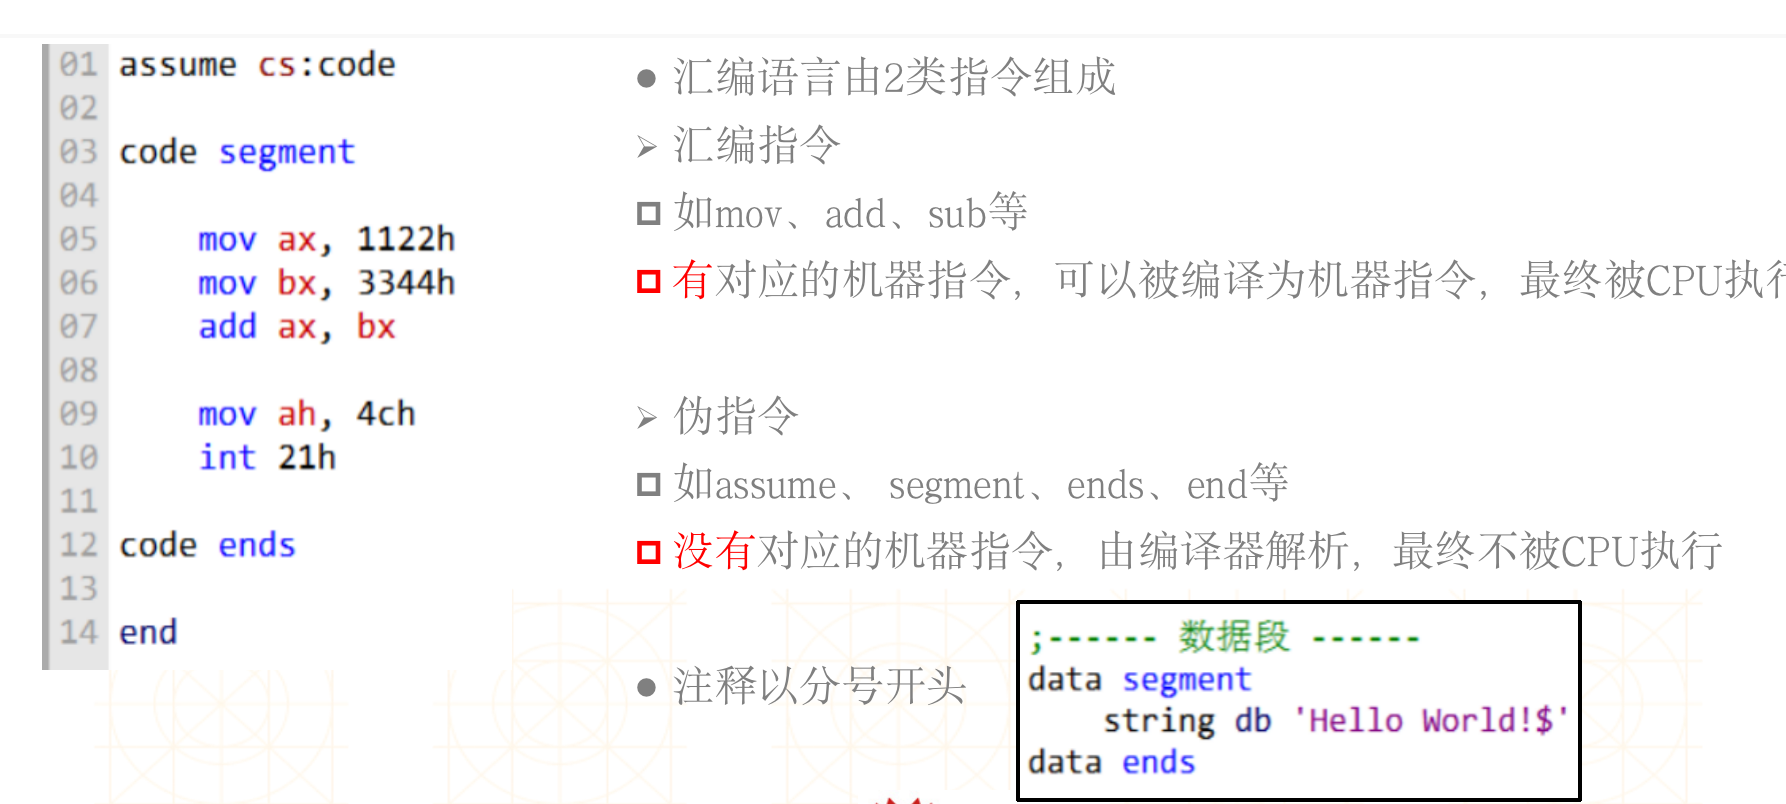 01 assume cs:code
02
03 code segment
04
05 mov ax, 1122h
06 mov bx, 3344h
07 add ax, bx
08
09 mov ah, 4ch
10 int 21h
11
12 code ends
13
14 end
● 汇编语言由2类指令组成
➢ 汇编指令
如mov、add、sub等
有对应的机器指令，可以被编译为机器指令，最终被CPU执行
➢ 伪指令
如assume、 segment、ends、end等
没有对应的机器指令，由编译器解析，最终不被CPU执行
● 注释以分号开头
;------ 数据段 ------
data segment
string db 'Hello World!$'
data ends